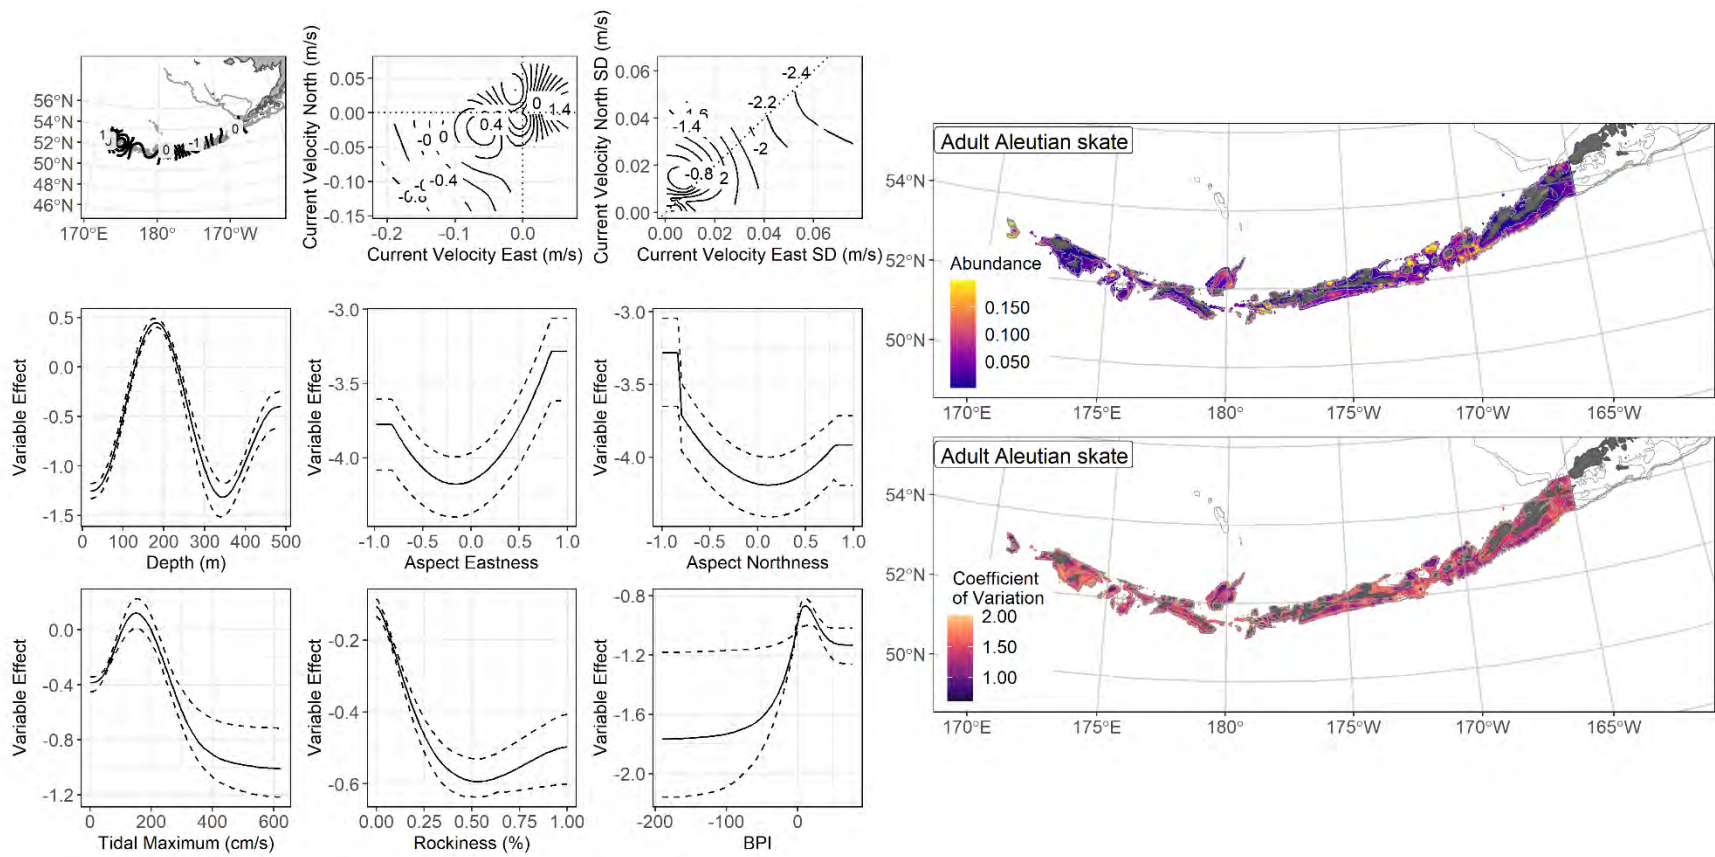 56°N
54°N
52°N
50°N
48°N
46°N
170°E
180°
170°W
1
0
-1
0
Current Velocity North (m/s)
0.05
0.00
-0.05
-0.10
-0.15
-0.2
-0.1
0.0
Current Velocity East (m/s)
0
1.4
0.4
0
-0.4
Current Velocity North SD (m/s)
0.06
0.04
0.02
0.00
0.00
0.02
0.04
0.06
Current Velocity East SD (m/s)
-2.4
-2.2
-1.4
-2
-0.8
2
Variable Effect
0.5
0.0
-0.5
-1.0
-1.5
0
100
200
300
400
500
Depth (m)
Variable Effect
-3.0
-3.5
-4.0
-1.0
-0.5
0.0
0.5
1.0
Aspect Eastness
Variable Effect
-3.0
-3.5
-4.0
-1.0
-0.5
0.0
0.5
1.0
Aspect Northness
Variable Effect
0.0
-0.4
-0.8
-1.2
0
200
400
600
Tidal Maximum (cm/s)
Variable Effect
-0.2
-0.4
-0.6
0.00
0.25
0.50
0.75
1.00
Rockiness (%)
Variable Effect
-0.8
-1.2
-1.6
-2.0
-200
-100
0
BPI
Adult Aleutian skate
54°N
52°N
50°N
Abundance
0.150
0.100
0.050
170°E
175°E
180°
175°W
170°W
165°W
Adult Aleutian skate
54°N
52°N
50°N
Coefficient
of Variation
2.00
1.50
1.00
170°E
175°E
180°
175°W
170°W
165°W